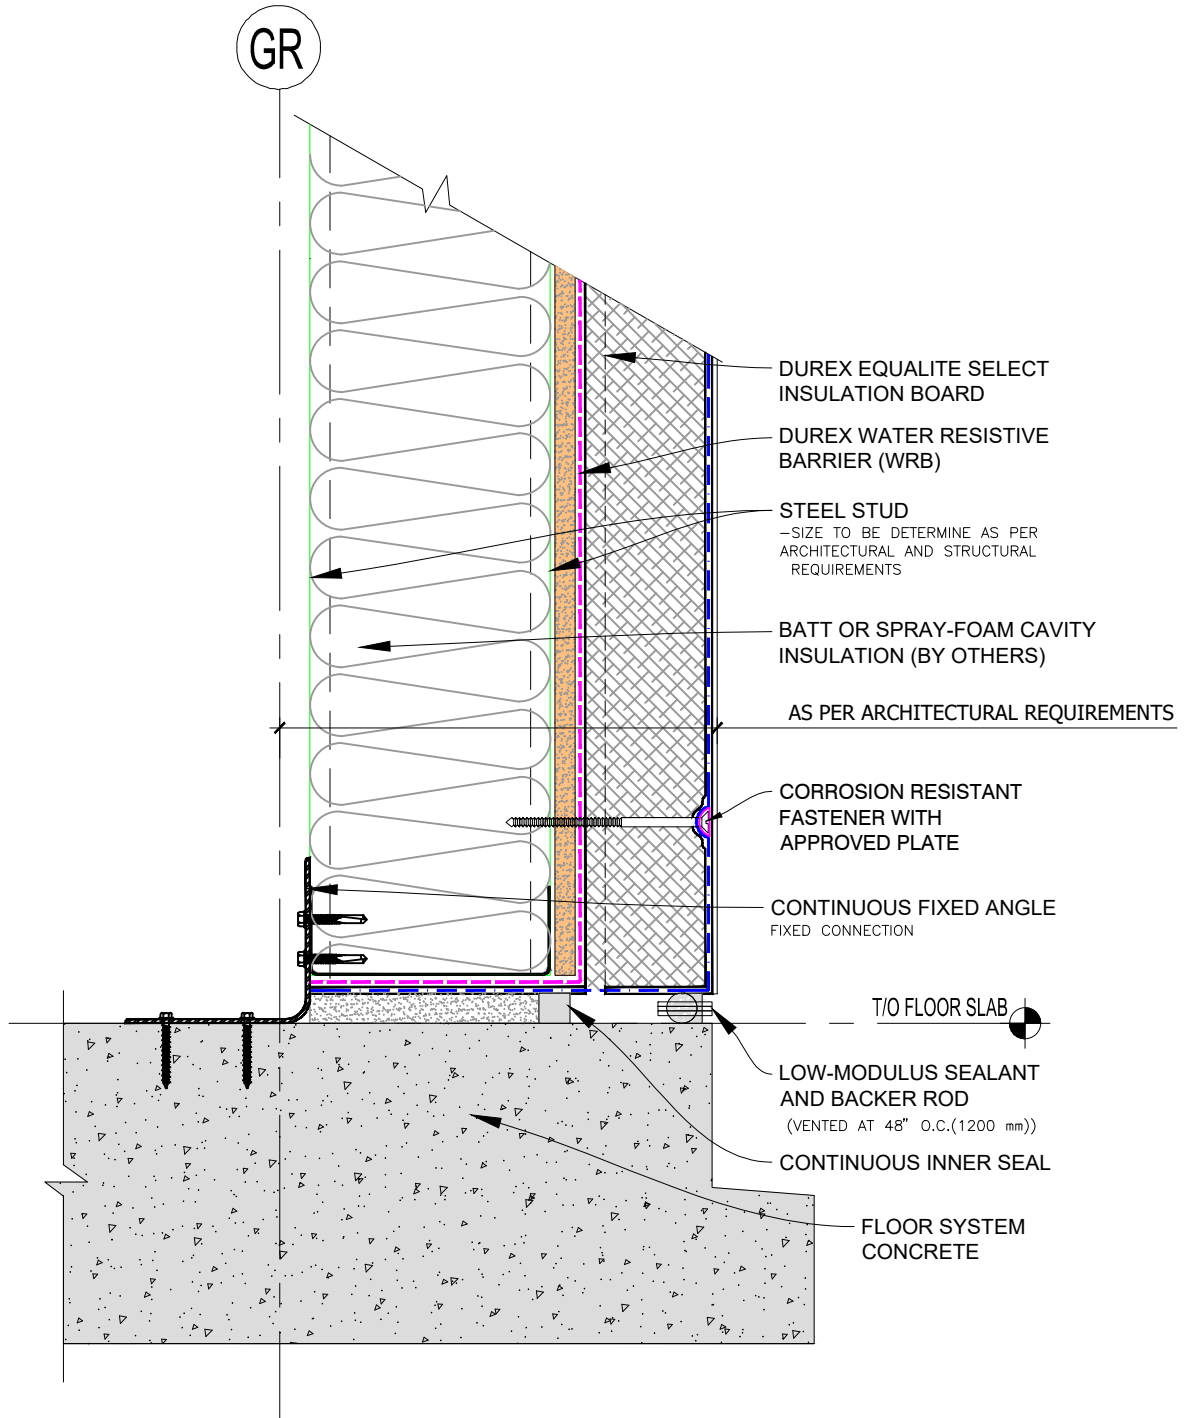 GR
DUREX EQUALITE SELECT
INSULATION BOARD
DUREX WATER RESISTIVE
BARRIER (WRB)
STEEL STUD
-SIZE TO BE DETERMINE AS PER
ARCHITECTURAL AND STRUCTURAL
REQUIREMENTS
BATT OR SPRAY-FOAM CAVITY
INSULATION (BY OTHERS)
AS PER ARCHITECTURAL REQUIREMENTS
CORROSION RESISTANT
FASTENER WITH
APPROVED PLATE
CONTINUOUS FIXED ANGLE
FIXED CONNECTION
T/O FLOOR SLAB
LOW-MODULUS SEALANT
AND BACKER ROD
(VENTED AT 48" O.C.(1200 mm))
CONTINUOUS INNER SEAL
FLOOR SYSTEM
CONCRETE